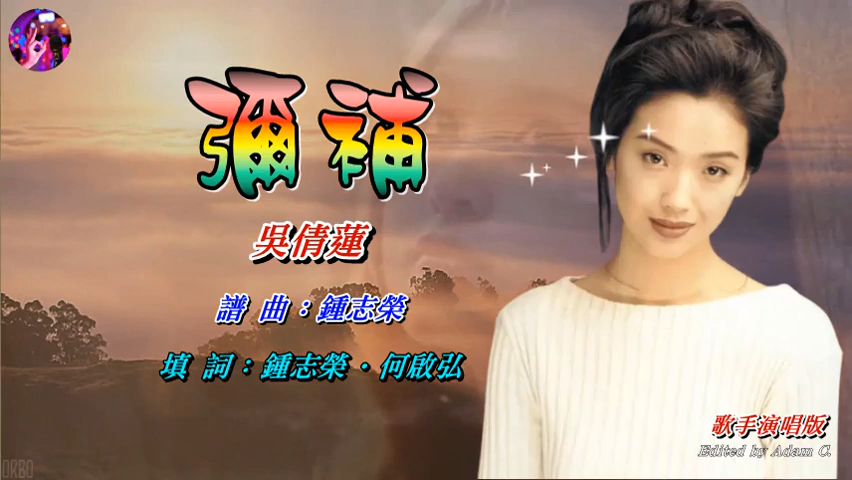 彌補
吳倩蓮
譜 曲：鍾志榮
填 詞：鍾志榮．何啟弘
歌手演唱版
Edited by Adam C.
ORBO